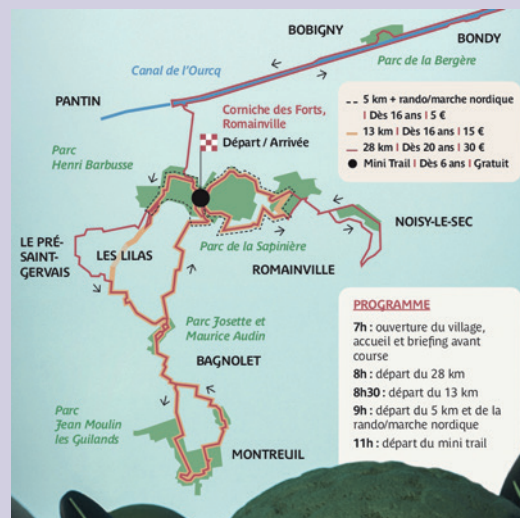 BOBIGNY
BONDY
Parc de la Bergère
Canal de l'Ourcq
PANTIN
Corniche des Forts,
Romainville
Départ / Arrivée
5 km + rando/marche nordique
| Dès 16 ans | 5 €
13 km | Dès 16 ans | 15 €
28 km | Dès 20 ans | 30 €
Mini Trail | Dès 6 ans | Gratuit
Parc
Henri Barbusse
NOISY-LE-SEC
LE PRÉ-
SAINT-
GERVAIS
LES LILAS
Parc de la Sapinière
ROMAINVILLE
Parc Josette et
Maurice Audin
BAGNOLET
Parc
Jean Moulin
les Guilands
MONTREUIL
PROGRAMME
7h : ouverture du village,
accueil et briefing avant
course
8h : départ du 28 km
8h30 : départ du 13 km
9h : départ du 5 km et de la
rando/marche nordique
11h : départ du mini trail